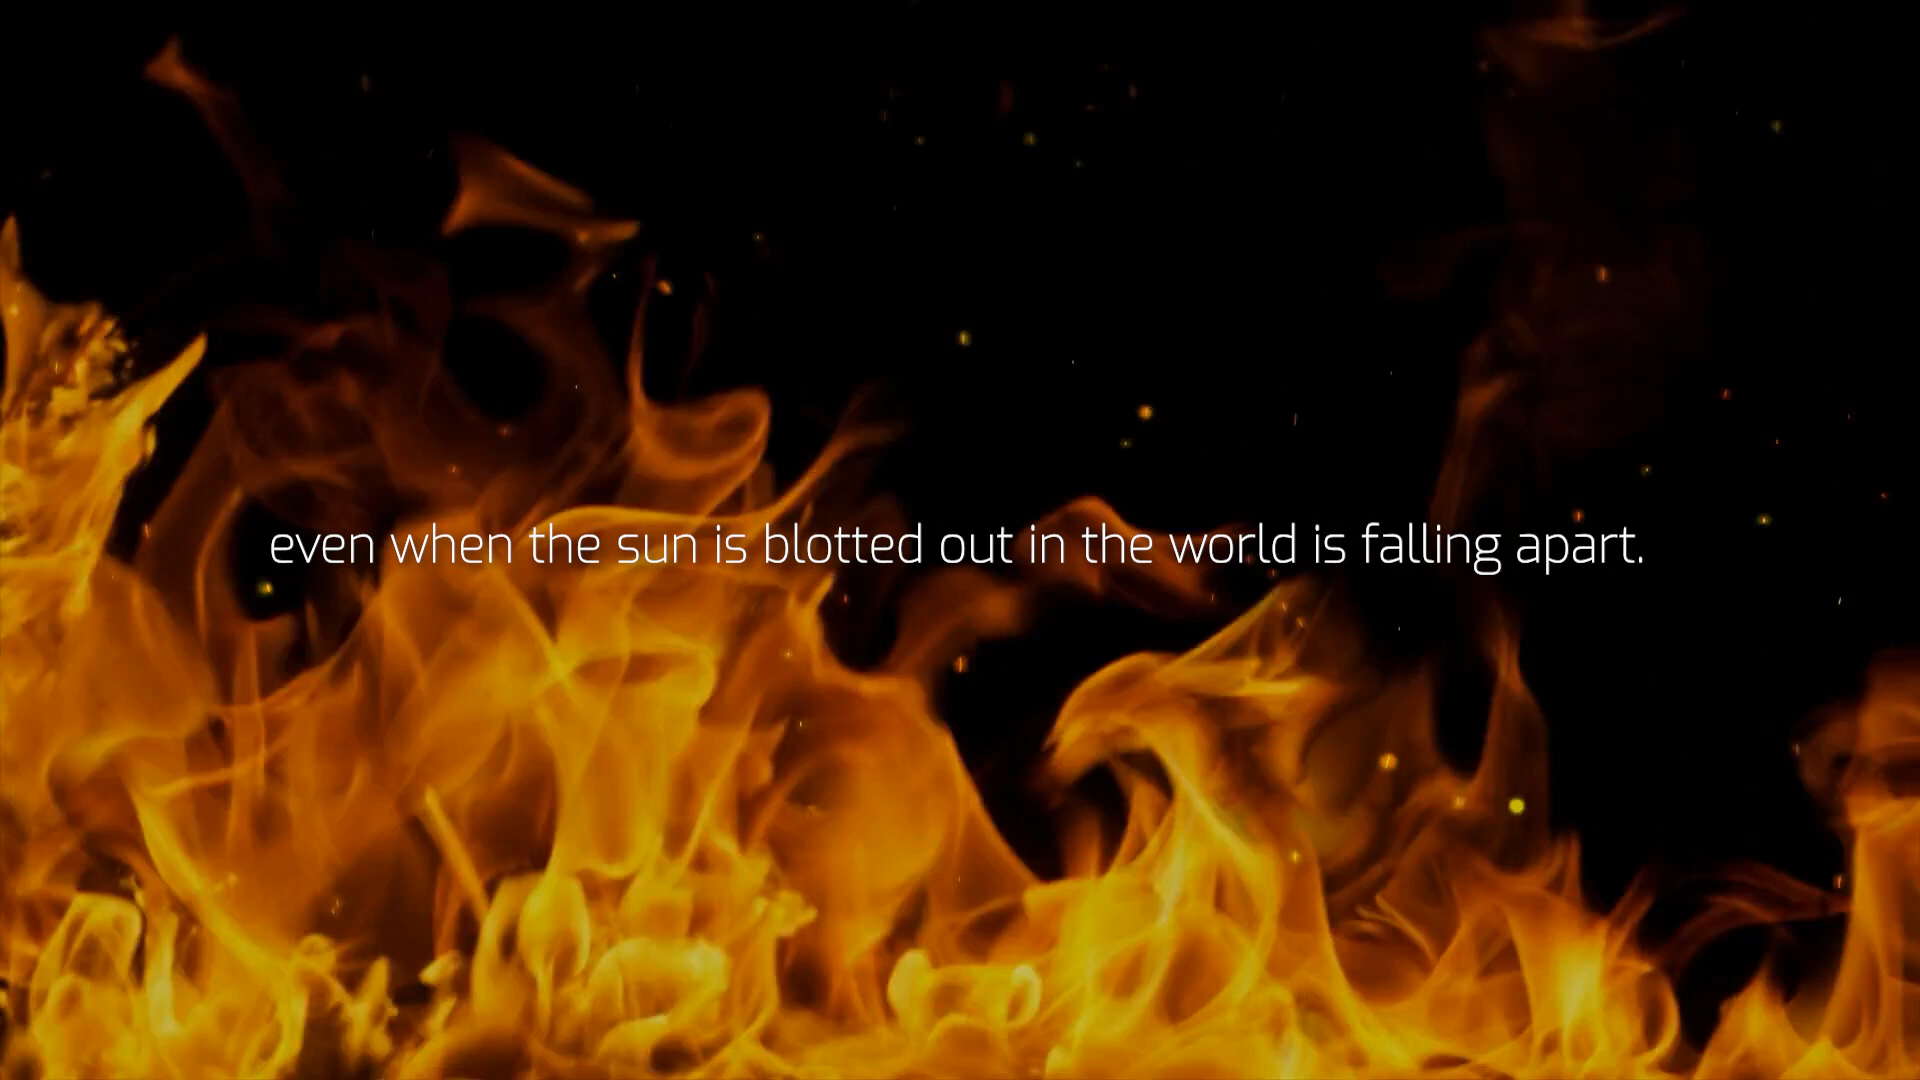 even when the sun is blotted out in the world is falling apart.